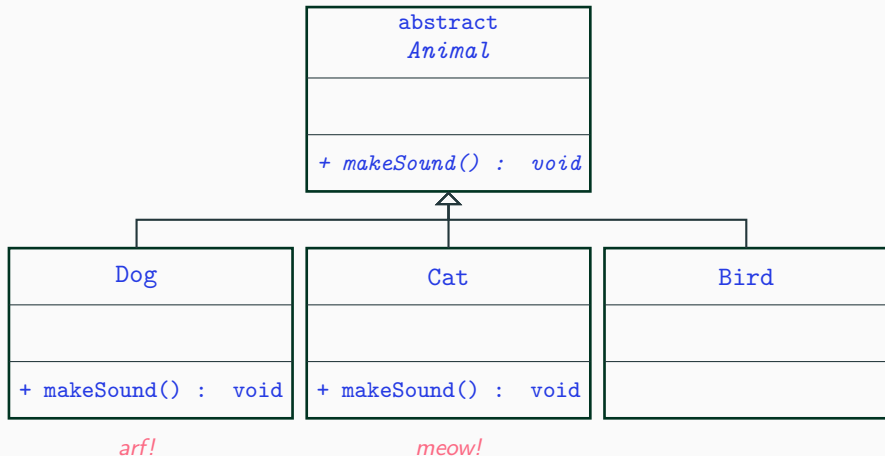 abstract
Animal
+ makeSound() : void
Dog
Cat
Bird
+ makeSound() : void
+ makeSound() : void
arf!
meow!